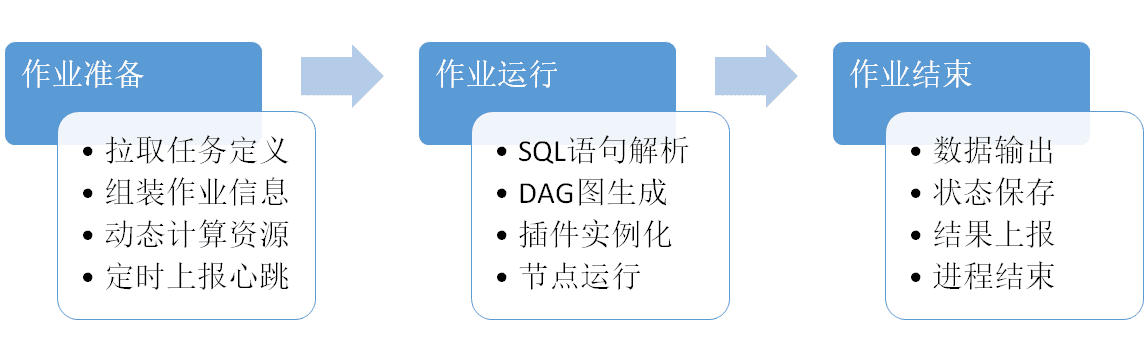 作业准备
• 拉取任务定义
• 组装作业信息
• 动态计算资源
• 定时上报心跳
作业运行
• SQL语句解析
• DAG图生成
• 插件实例化
• 节点运行
作业结束
• 数据输出
• 状态保存
• 结果上报
• 进程结束